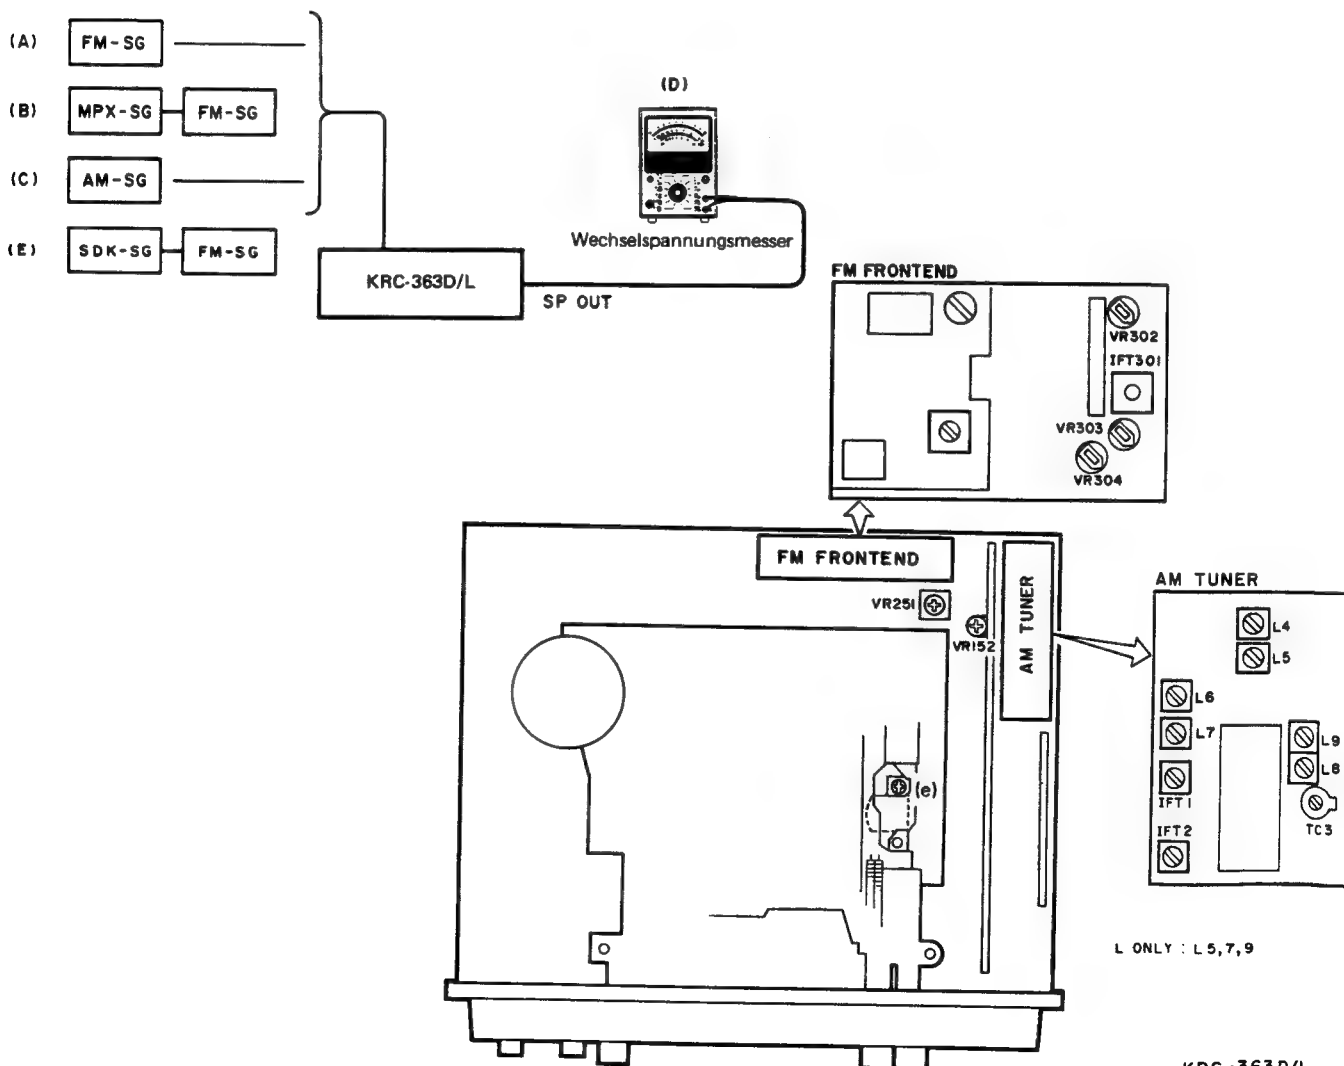 (A) FM-SG
(B) MPX-SG FM-SG
(C) AM-SG
(E) SDK-SG FM-SG
(D)
Wechselspannungsmesser
KRC-363D/L
SP OUT
FM FRONTEND
VR302
IFT301
VR303
VR304
FM FRONTEND
VR251
VR152
AM TUNER
(e)
AM TUNER
L4
L5
L6
L7
L9
L8
IFT1
TC3
IFT2
L ONLY : L5,7,9
KRC-363D/L